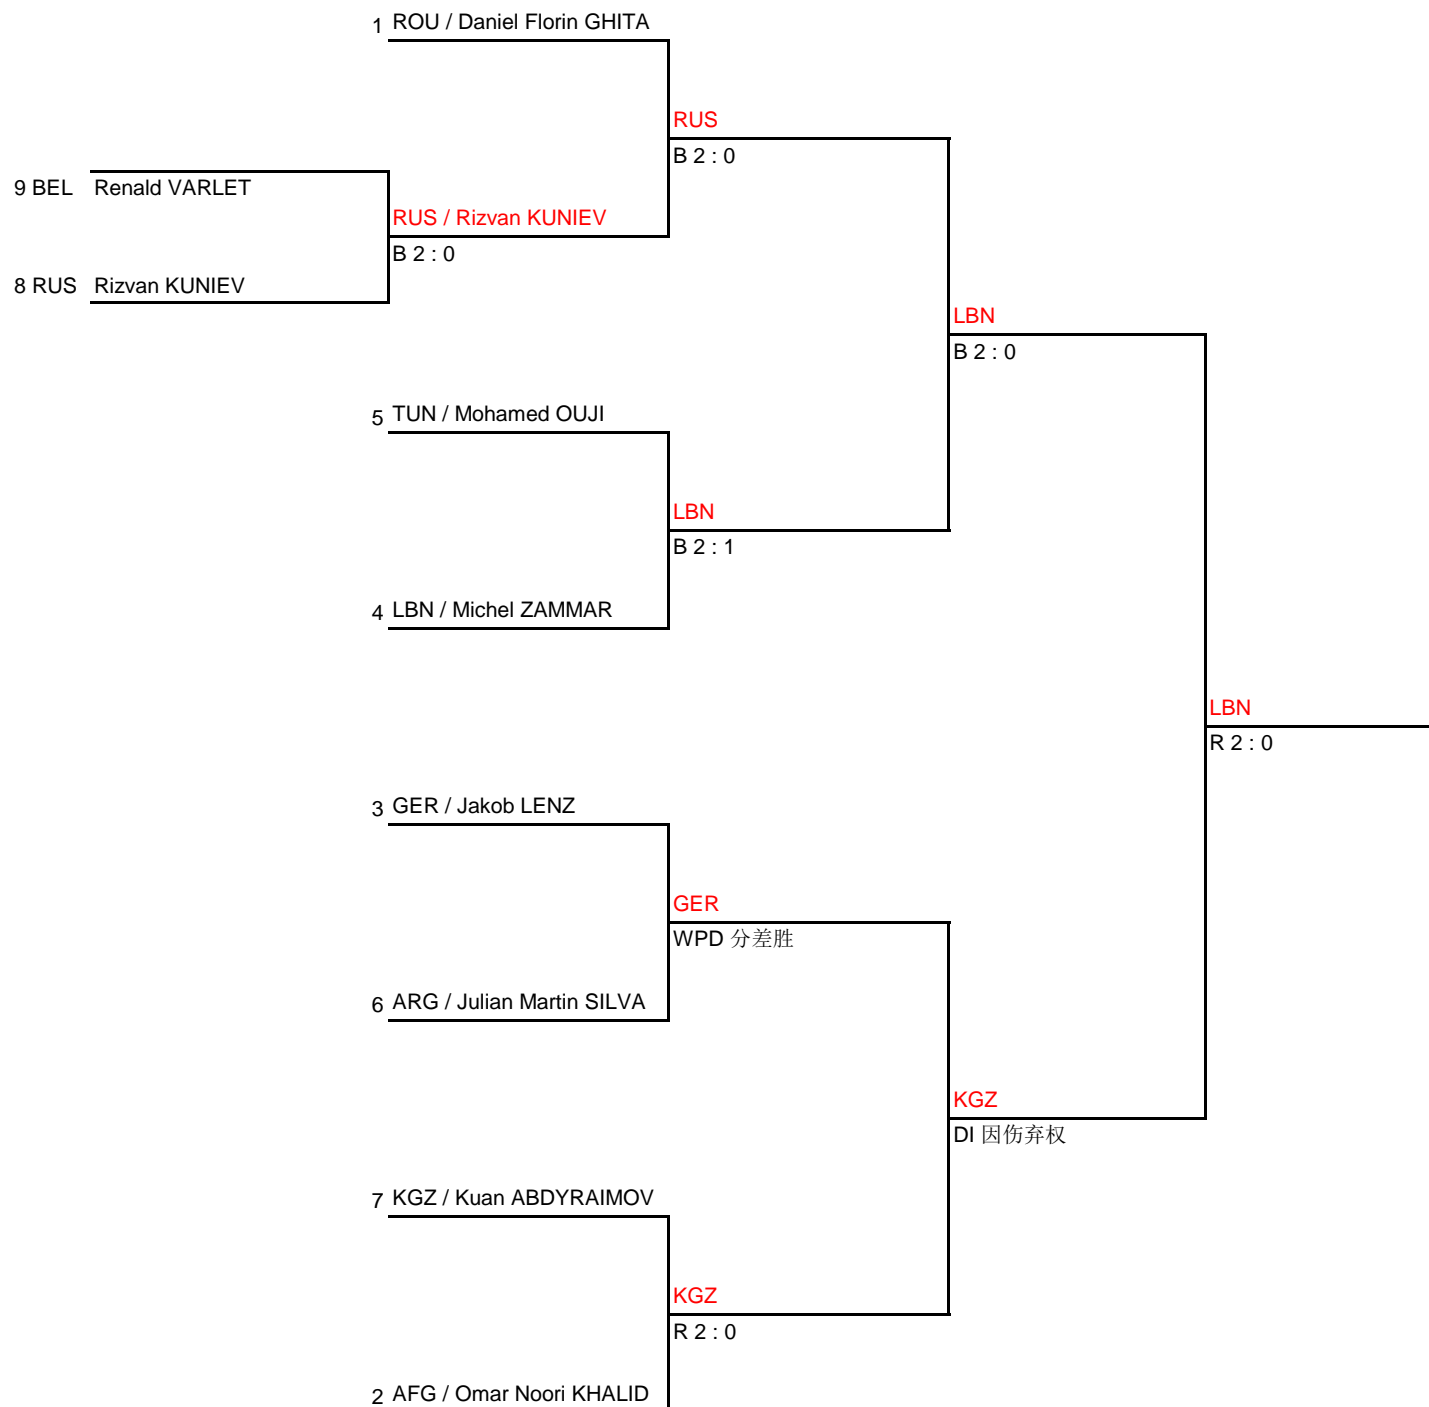 1 ROU / Daniel Florin GHITA
RUS
B 2 : 0
9 BEL Renald VARLET
RUS / Rizvan KUNIEV
B 2 : 0
8 RUS Rizvan KUNIEV
LBN
B 2 : 0
5 TUN / Mohamed OUJI
LBN
B 2 : 1
4 LBN / Michel ZAMMAR
LBN
R 2 : 0
3 GER / Jakob LENZ
GER
WPD 分差胜
6 ARG / Julian Martin SILVA
KGZ
DI 因伤弃权
7 KGZ / Kuan ABDYRAIMOV
KGZ
R 2 : 0
2 AFG / Omar Noori KHALID